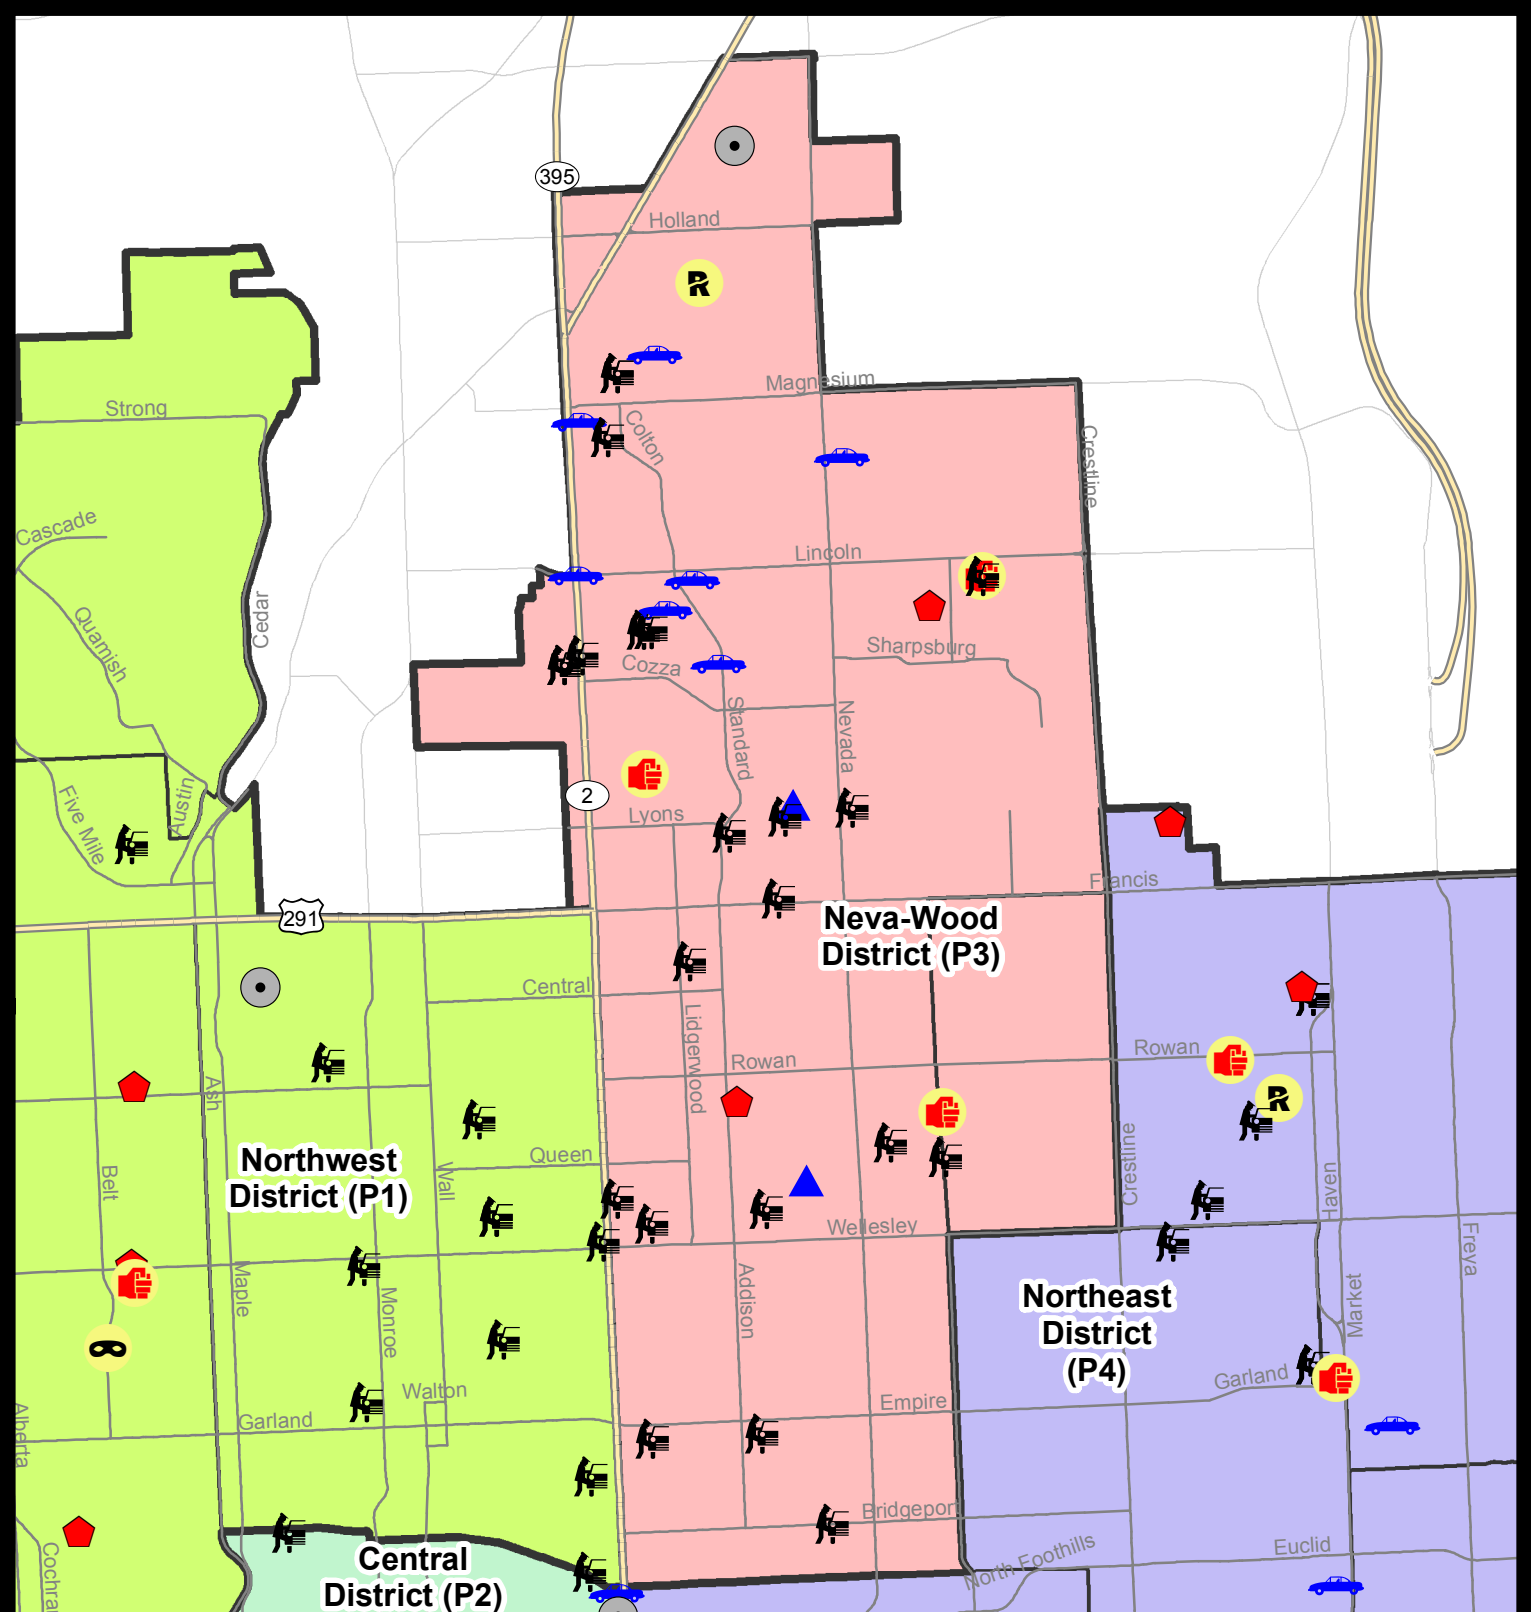 395
Holland
R
Magnesium
Strong
Colton
Crestline
Cascade
Lincoln
Quamish
Cedar
Sharpsburg
Cozza
Standard
Nevada
2
Five Mile
Austin
Lyons
Francis
291
Neva-Wood
District (P3)
Central
Lidgerwood
Rowan
Rowan
R
Ash
Northwest
District (P1)
Belt
Wall
Queen
Crestline
Haven
Wellesley
Freya
Maple
Monroe
Addison
Northeast
District
(P4)
Market
Walton
Garland
Empire
Garland
Alberta
Bridgeport
Central
District (P2)
Cochra
North Foothills
Euclid